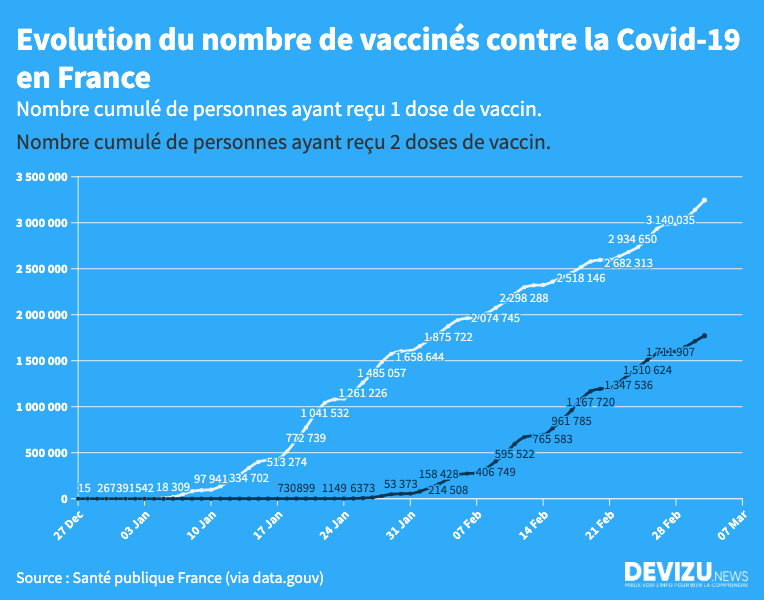 Evolution du nombre de vaccinés contre la Covid-19
en France
Nombre cumulé de personnes ayant reçu 1 dose de vaccin.
Nombre cumulé de personnes ayant reçu 2 doses de vaccin.
3 500 000
3 000 000
2 500 000
2 000 000
1 500 000
1 000 000
500 000
0
3 140 035
2 934 650
2 682 313
2 518 146
2 298 288
2 074 745
1 875 722
1 658 644
1 485 057
1 261 226
1 041 532
772 739
513 274
334 702
97 941
18 309
15
1 711 907
1 510 624
1 347 536
1 167 720
961 785
765 583
595 522
406 749
158 428
214 508
53 373
1149 6373
27 Dec
03 Jan
10 Jan
17 Jan
24 Jan
31 Jan
07 Feb
14 Feb
21 Feb
28 Feb
07 Mar
Source : Santé publique France (via data.gouv)
DEVIZU.NEWS
MIEUX VOIR L'INFO POUR BIEN LA COMPRENDRE